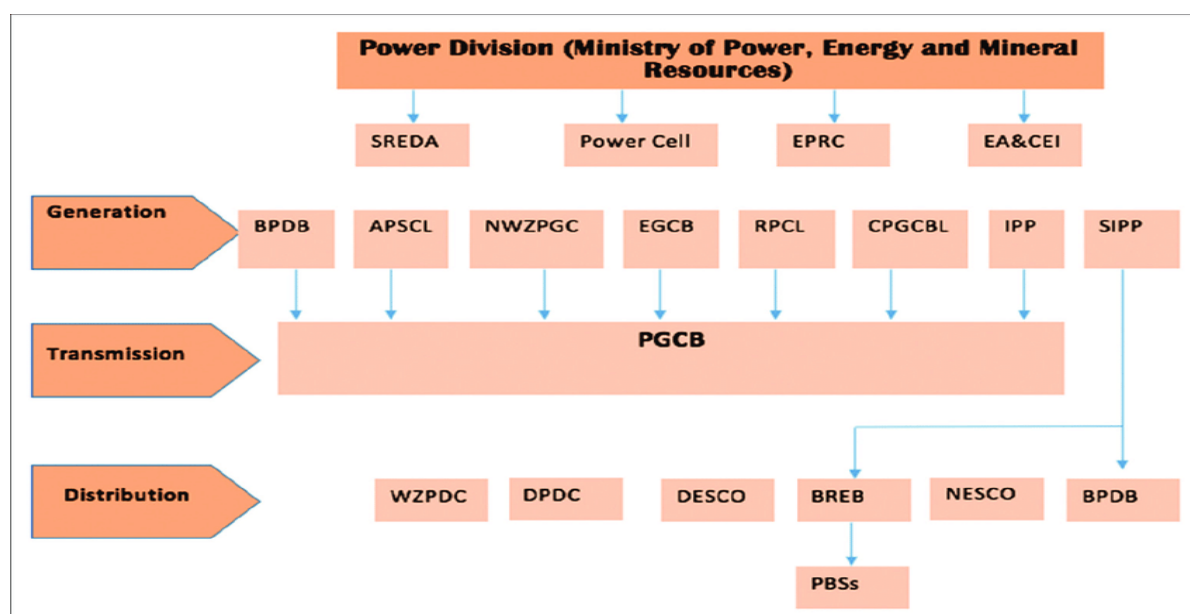 Power Division (Ministry of Power, Energy and Mineral
Resources)
SREDA
Power Cell
EPRC
EA&CEI
Generation
BPDB
APSCL
NWZPGC
EGCB
RPCL
CPGCBL
IPP
SIPP
Transmission
PGCB
Distribution
WZPDC
DPDC
DESCO
BREB
NESCO
BPDB
PBSs